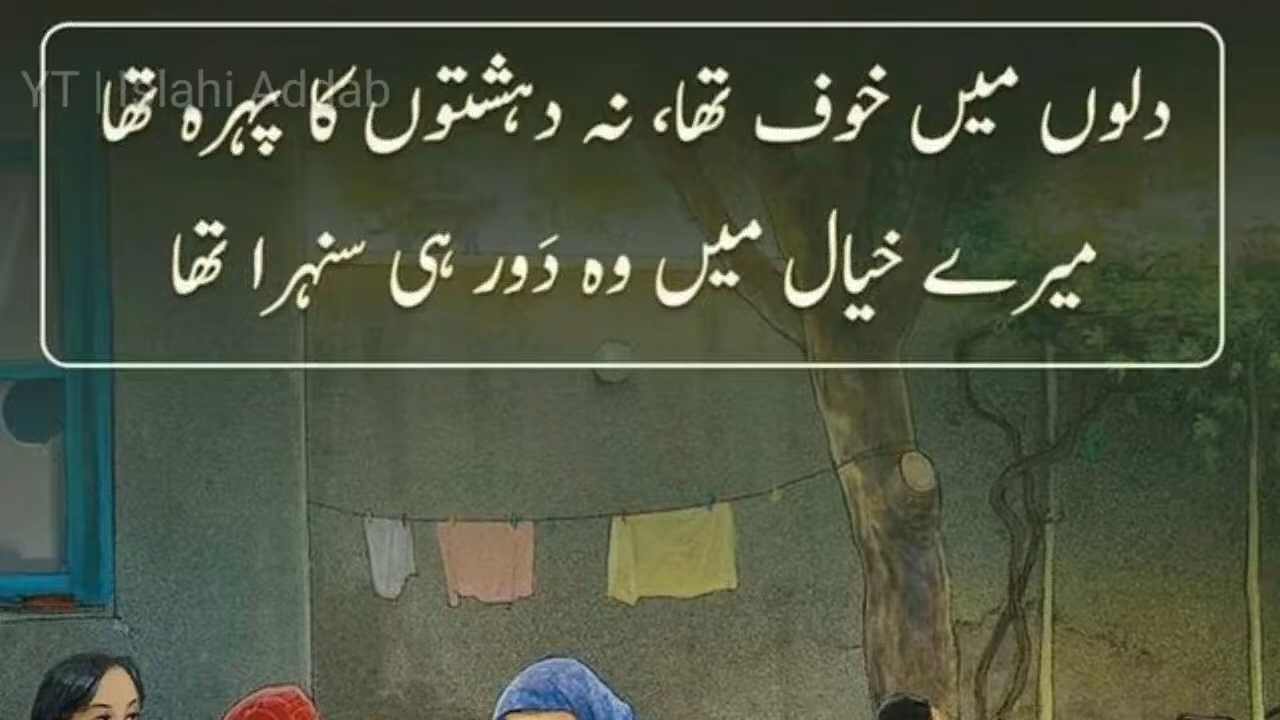 YT | Islahi Addab
دلوں میں خوف تھا، نہ دہشتوں کا پہرہ تھا
میرے خیال میں وہ دَور ہی سنہرا تھا